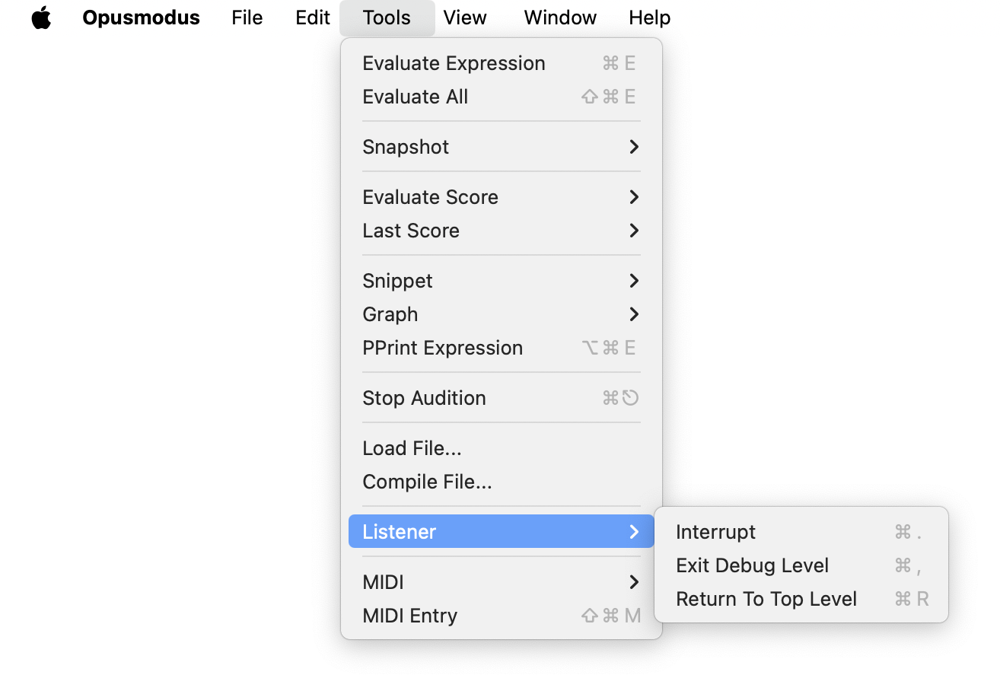 Opusmodus File Edit Tools View Window Help
Evaluate Expression ⌘ E
Evaluate All ⇧ ⌘ E
Snapshot
Evaluate Score
Last Score
Snippet
Graph
PPrint Expression ⌥ ⌘ E
Stop Audition ⌘ ⎋
Load File...
Compile File...
Listener
Interrupt ⌘ .
Exit Debug Level ⌘ ,
Return To Top Level ⌘ R
MIDI
MIDI Entry ⇧ ⌘ M